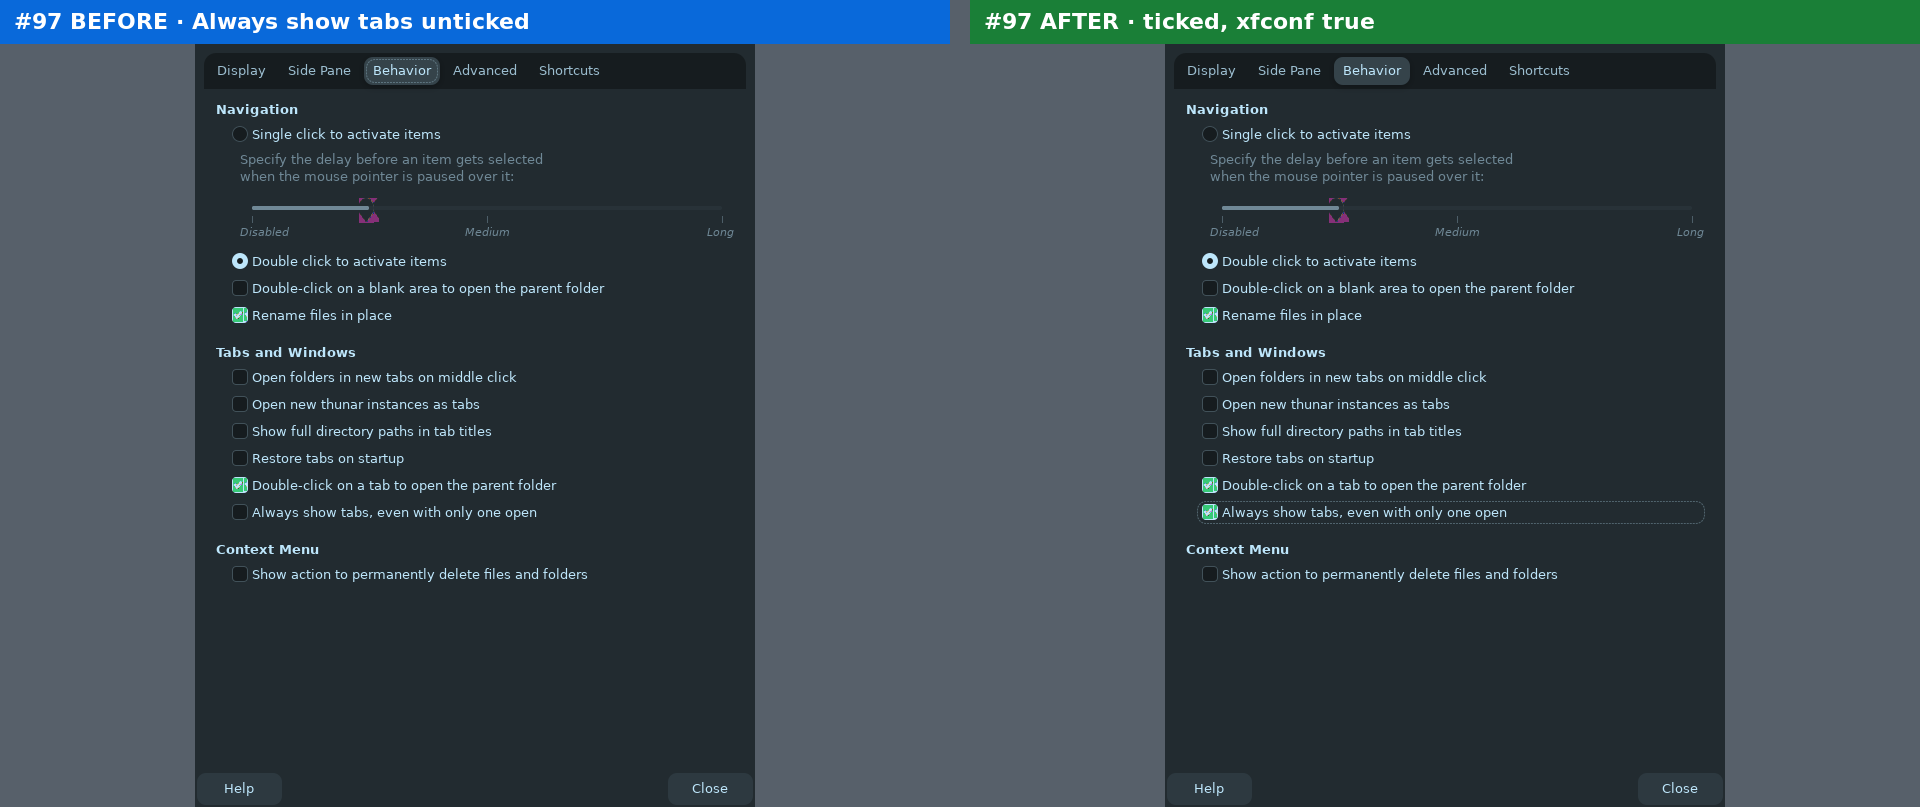 #97 BEFORE · Always show tabs unticked
Display Side Pane Behavior Advanced Shortcuts
Navigation
Single click to activate items
Specify the delay before an item gets selected
when the mouse pointer is paused over it:
Disabled Medium Long
Double click to activate items
Double-click on a blank area to open the parent folder
Rename files in place
Tabs and Windows
Open folders in new tabs on middle click
Open new thunar instances as tabs
Show full directory paths in tab titles
Restore tabs on startup
Double-click on a tab to open the parent folder
Always show tabs, even with only one open
Context Menu
Show action to permanently delete files and folders
Help Close
#97 AFTER · ticked, xfconf true
Display Side Pane Behavior Advanced Shortcuts
Navigation
Single click to activate items
Specify the delay before an item gets selected
when the mouse pointer is paused over it:
Disabled Medium Long
Double click to activate items
Double-click on a blank area to open the parent folder
Rename files in place
Tabs and Windows
Open folders in new tabs on middle click
Open new thunar instances as tabs
Show full directory paths in tab titles
Restore tabs on startup
Double-click on a tab to open the parent folder
Always show tabs, even with only one open
Context Menu
Show action to permanently delete files and folders
Help Close